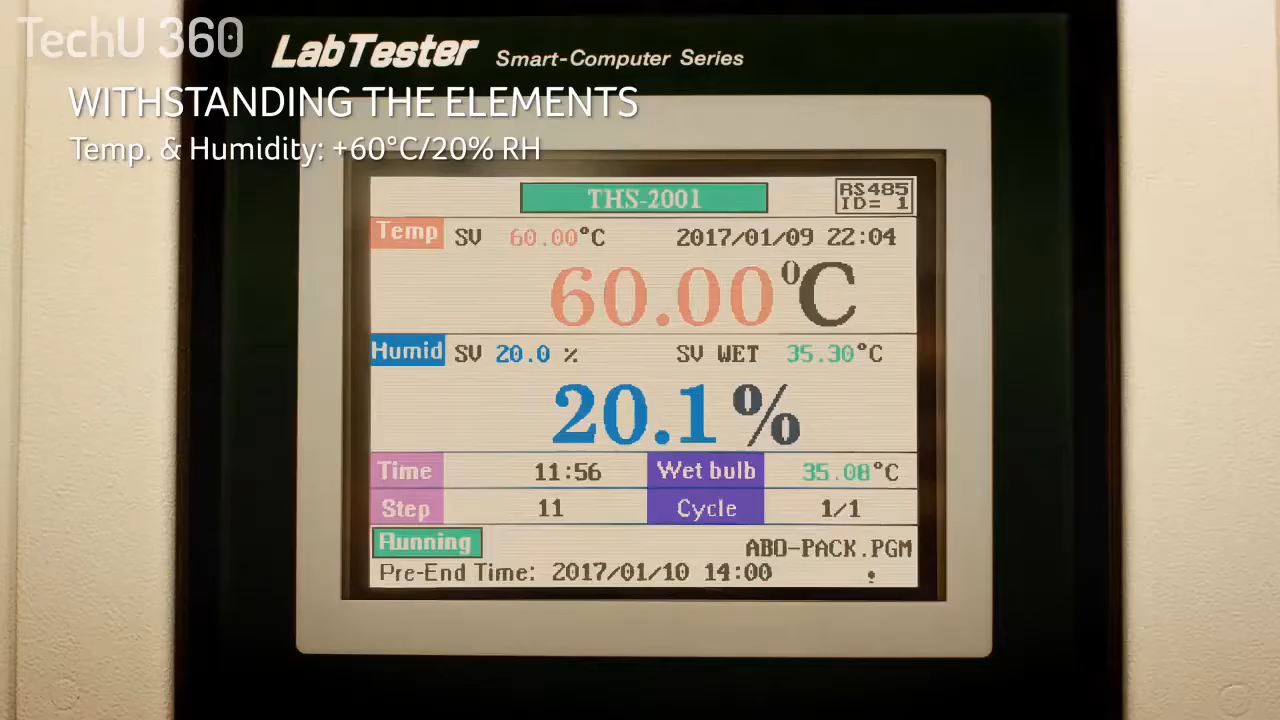 TechU 360
LabTester Smart-Computer Series
WITHSTANDING THE ELEMENTS
Temp. & Humidity: +60°C/20% RH
THS-2001
RS485
ID= 1
Temp SV 60.00°C 2017/01/09 22:04
60.00°C
Humid SV 20.0 % SV WET 35.30°C
20.1%
Time 11:56 Wet bulb 35.08°C
Step 11 Cycle 1/1
Running
ABO-PACK.PGM
Pre-End Time: 2017/01/10 14:00